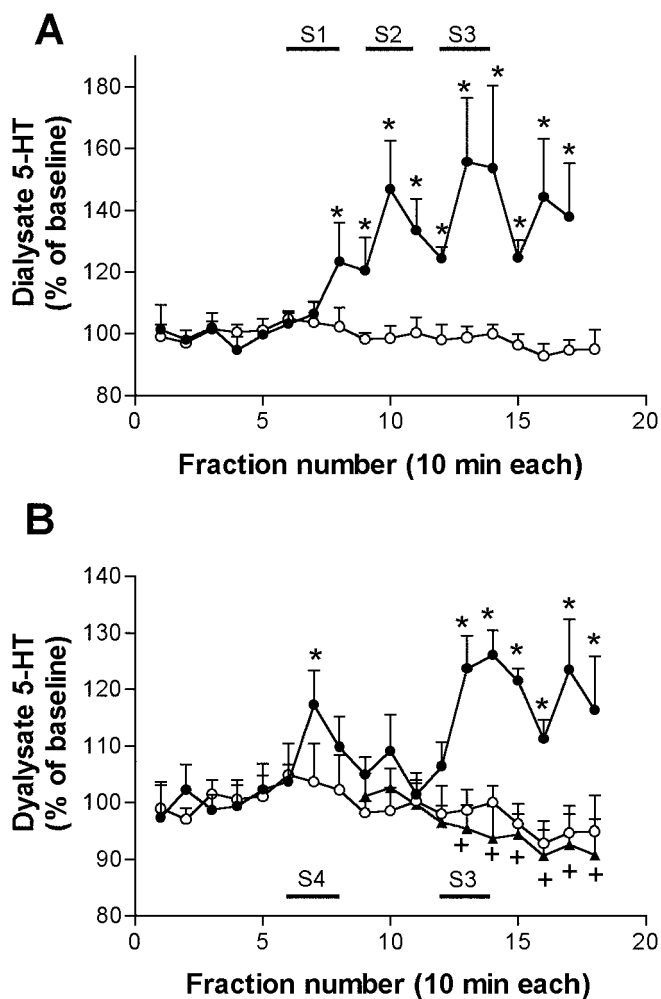 A
S1 S2 S3
Dialysate 5-HT
(% of baseline)
180
160
140
120
100
80
* * * * * * * * * *
0 5 10 15 20
Fraction number (10 min each)
B
Dyalysate 5-HT
(% of baseline)
140
130
120
110
100
90
80
* * * * * * *
+ + + + + +
S4 S3
0 5 10 15 20
Fraction number (10 min each)